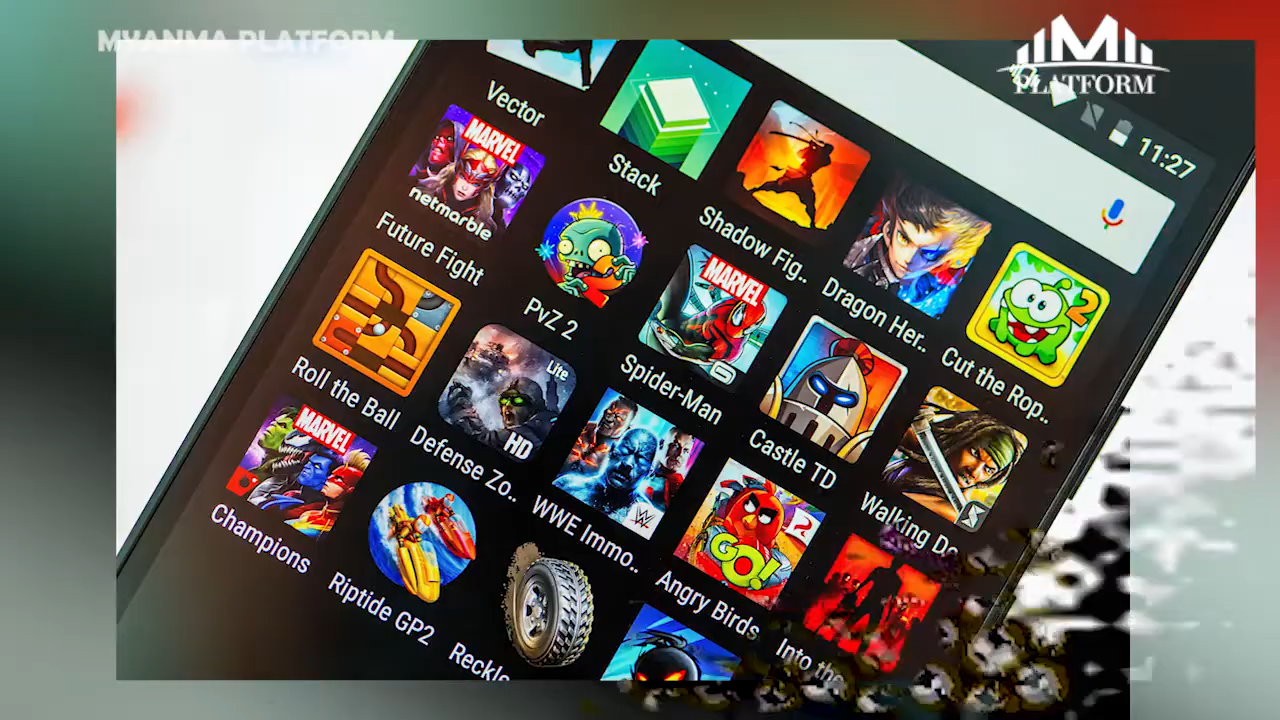 MYANMA PLATFORM
M
PLATFORM
11:27
Vector
Stack
Shadow Fig..
Dragon Her..
Cut the Rop..
2
MARVEL
netmarble
Future Fight
PvZ 2
MARVEL
Spider-Man
Castle TD
Walking De
Roll the Ball
Lite
HD
Defense Zo..
WWE Immo..
W
2
GO!
Angry Birds
Into the
MARVEL
Champions
Riptide GP2
Reckle